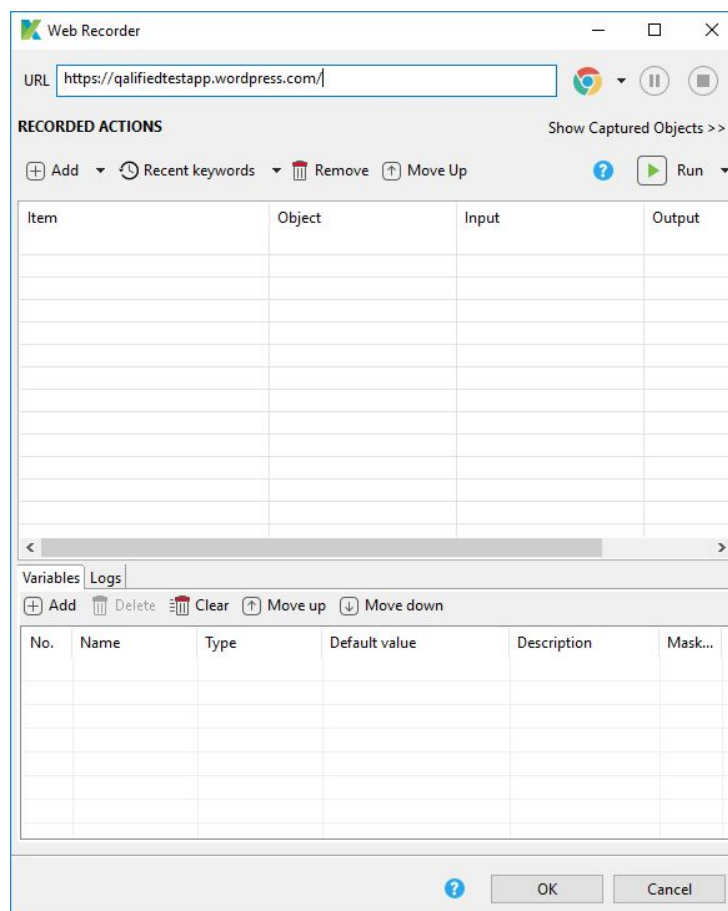 Web Recorder
URL https://qalifiedtestapp.wordpress.com/
RECORDED ACTIONS Show Captured Objects >>
Add Recent keywords Remove Move Up ? Run
Item Object Input Output
Variables Logs
Add Delete Clear Move up Move down
No. Name Type Default value Description Mask...
? OK Cancel